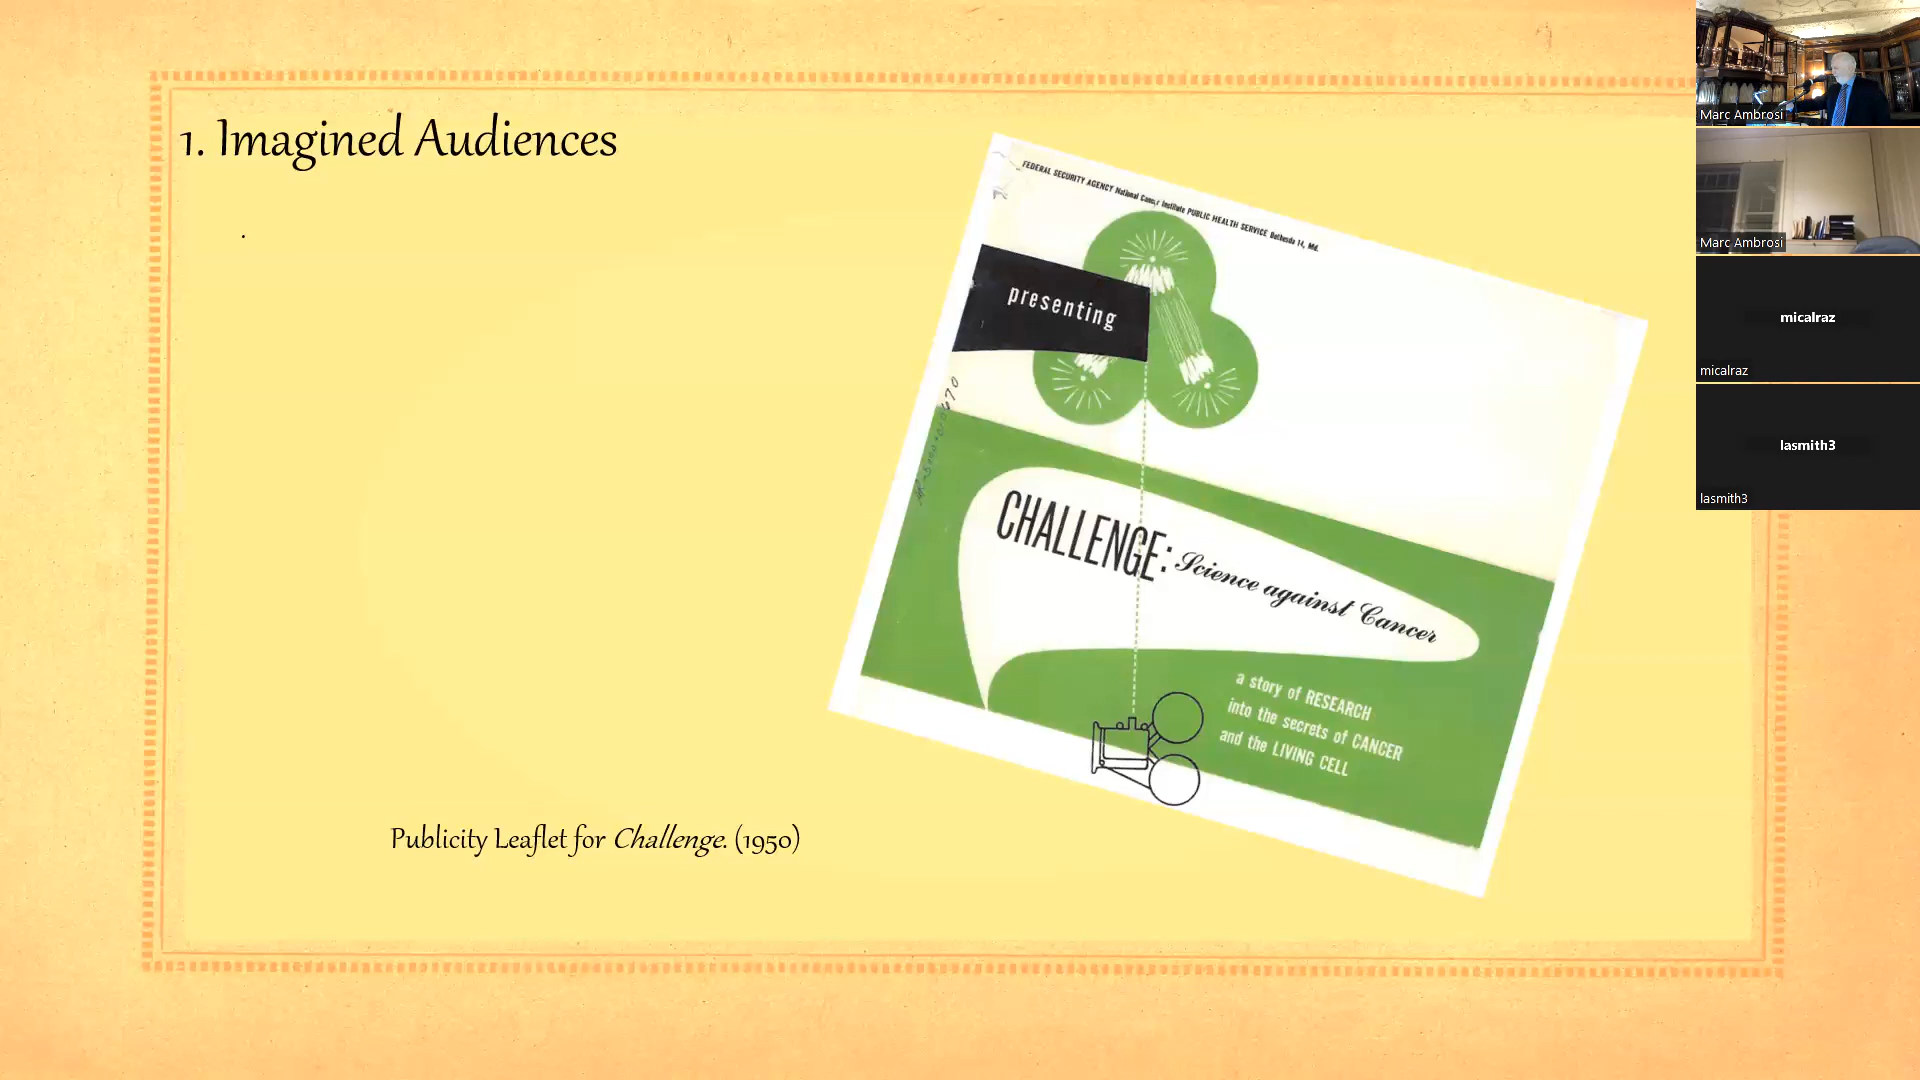 1. Imagined Audiences
.
FEDERAL SECURITY AGENCY National Cancer Institute PUBLIC HEALTH SERVICE Bethesda 14, Md.
presenting
CHALLENGE: Science against Cancer
a story of RESEARCH
into the secrets of CANCER
and the LIVING CELL
Publicity Leaflet for Challenge. (1950)
Marc Ambrosi
Marc Ambrosi
micalraz
micalraz
lasmith3
lasmith3